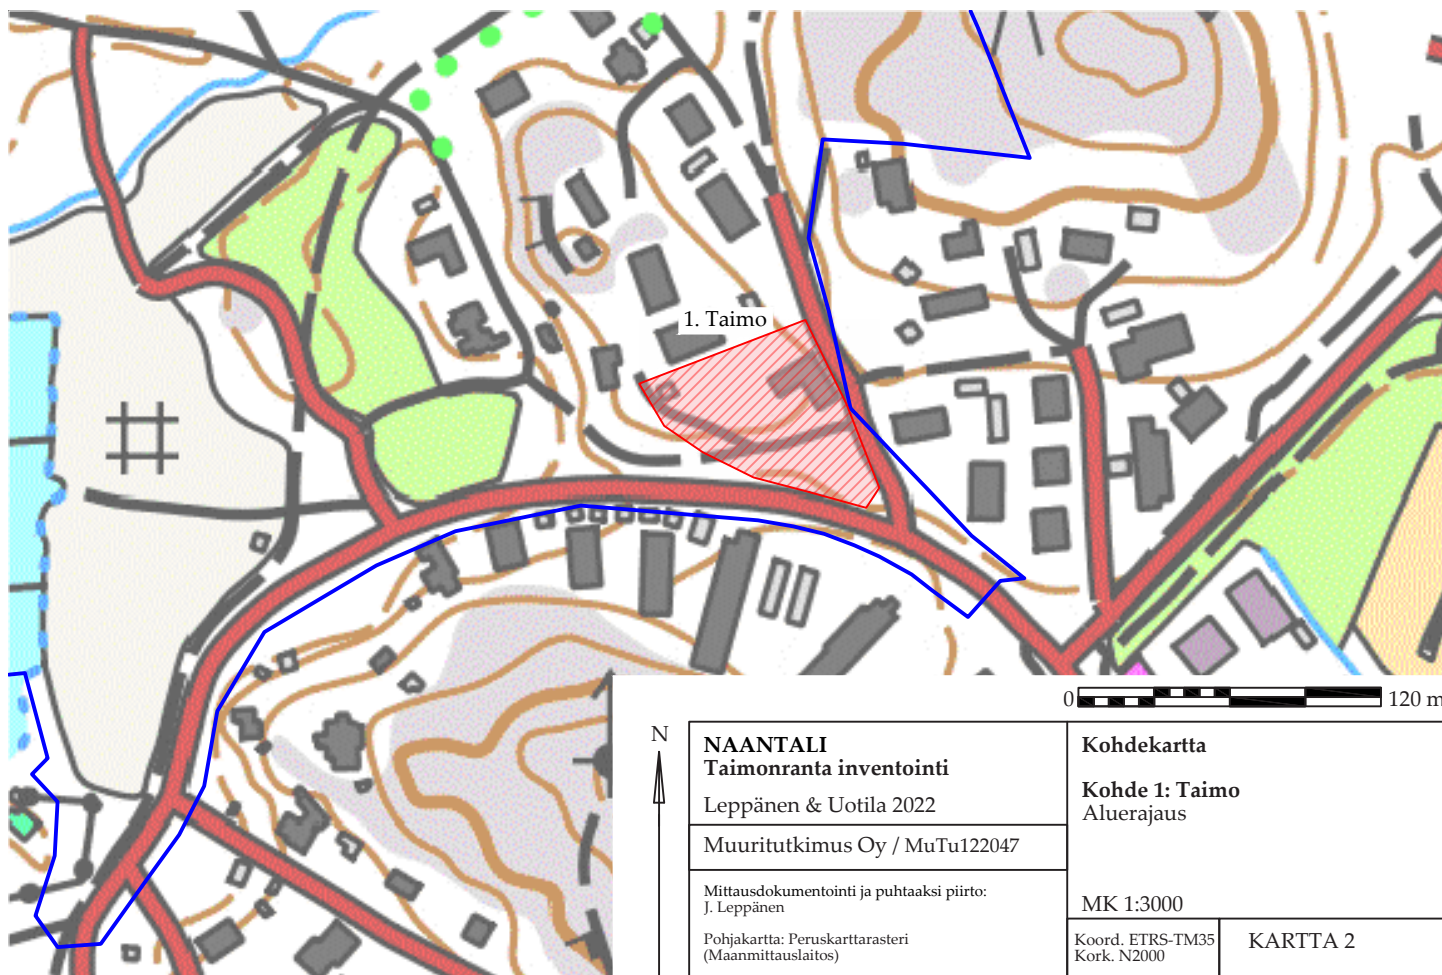 1. Taimo
0
120 m
N
NAANTALI
Taimonranta inventointi
Leppänen & Uotila 2022
Muuritutkimus Oy / MuTu122047
Mittausdokumentointi ja puhtaaksi piirto:
J. Leppänen
Pohjakartta: Peruskarttarasteri
(Maanmittauslaitos)
Kohdekartta
Kohde 1: Taimo
Aluerajaus
MK 1:3000
Koord. ETRS-TM35
Kork. N2000
KARTTA 2